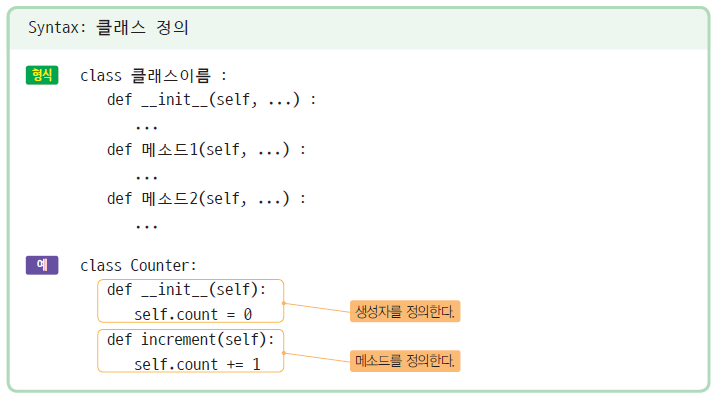 Syntax: 클래스 정의
형식 class 클래스이름 :
def __init__(self, ...) :
...
def 메소드1(self, ...) :
...
def 메소드2(self, ...) :
...
예 class Counter:
def __init__(self):
self.count = 0
생성자를 정의한다.
def increment(self):
self.count += 1
메소드를 정의한다.